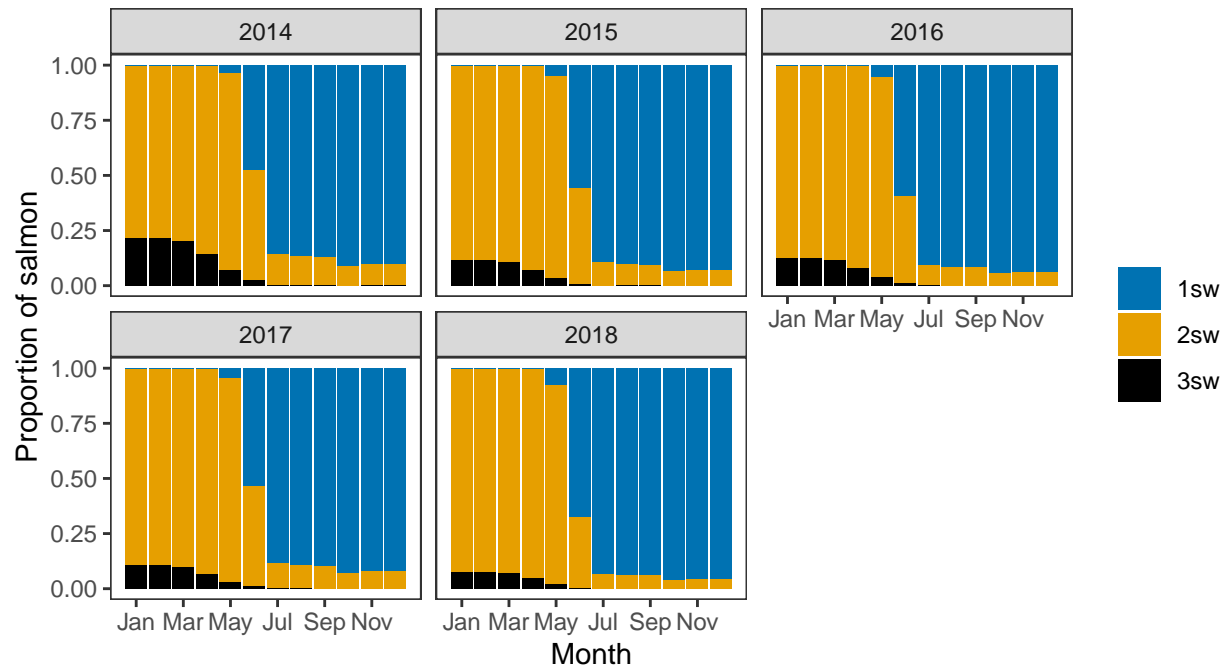 2014 2015 2016
1.00
0.75
0.50
0.25
0.00
Jan Mar May Jul Sep Nov
2017 2018
1.00
0.75
0.50
0.25
0.00
Jan Mar May Jul Sep Nov Jan Mar May Jul Sep Nov
Month
Proportion of salmon
1sw
2sw
3sw